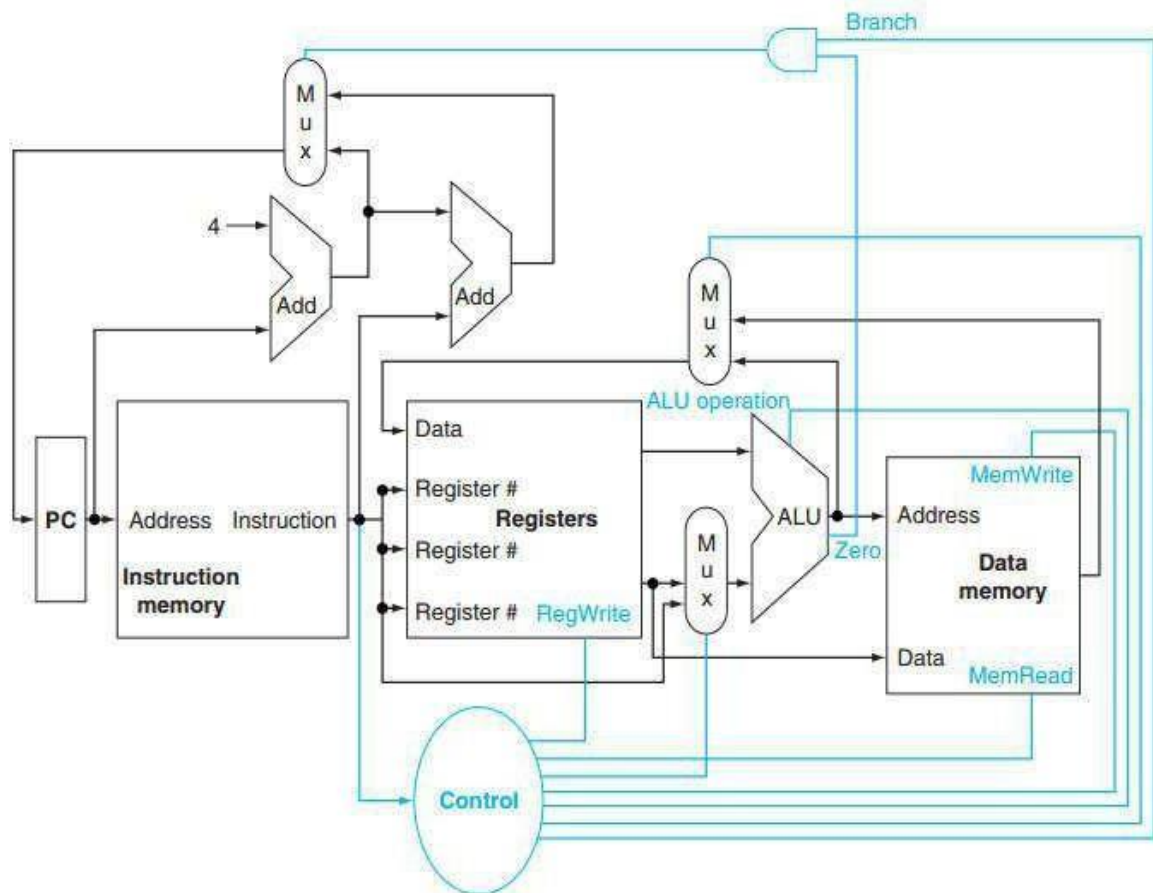 Branch
M
u
x
4
Add
Add
M
u
x
ALU operation
Data
Register #
Registers
Register #
Register #
RegWrite
PC
Address
Instruction
Instruction
memory
M
u
x
ALU
Zero
MemWrite
Address
Data
memory
Data
MemRead
Control